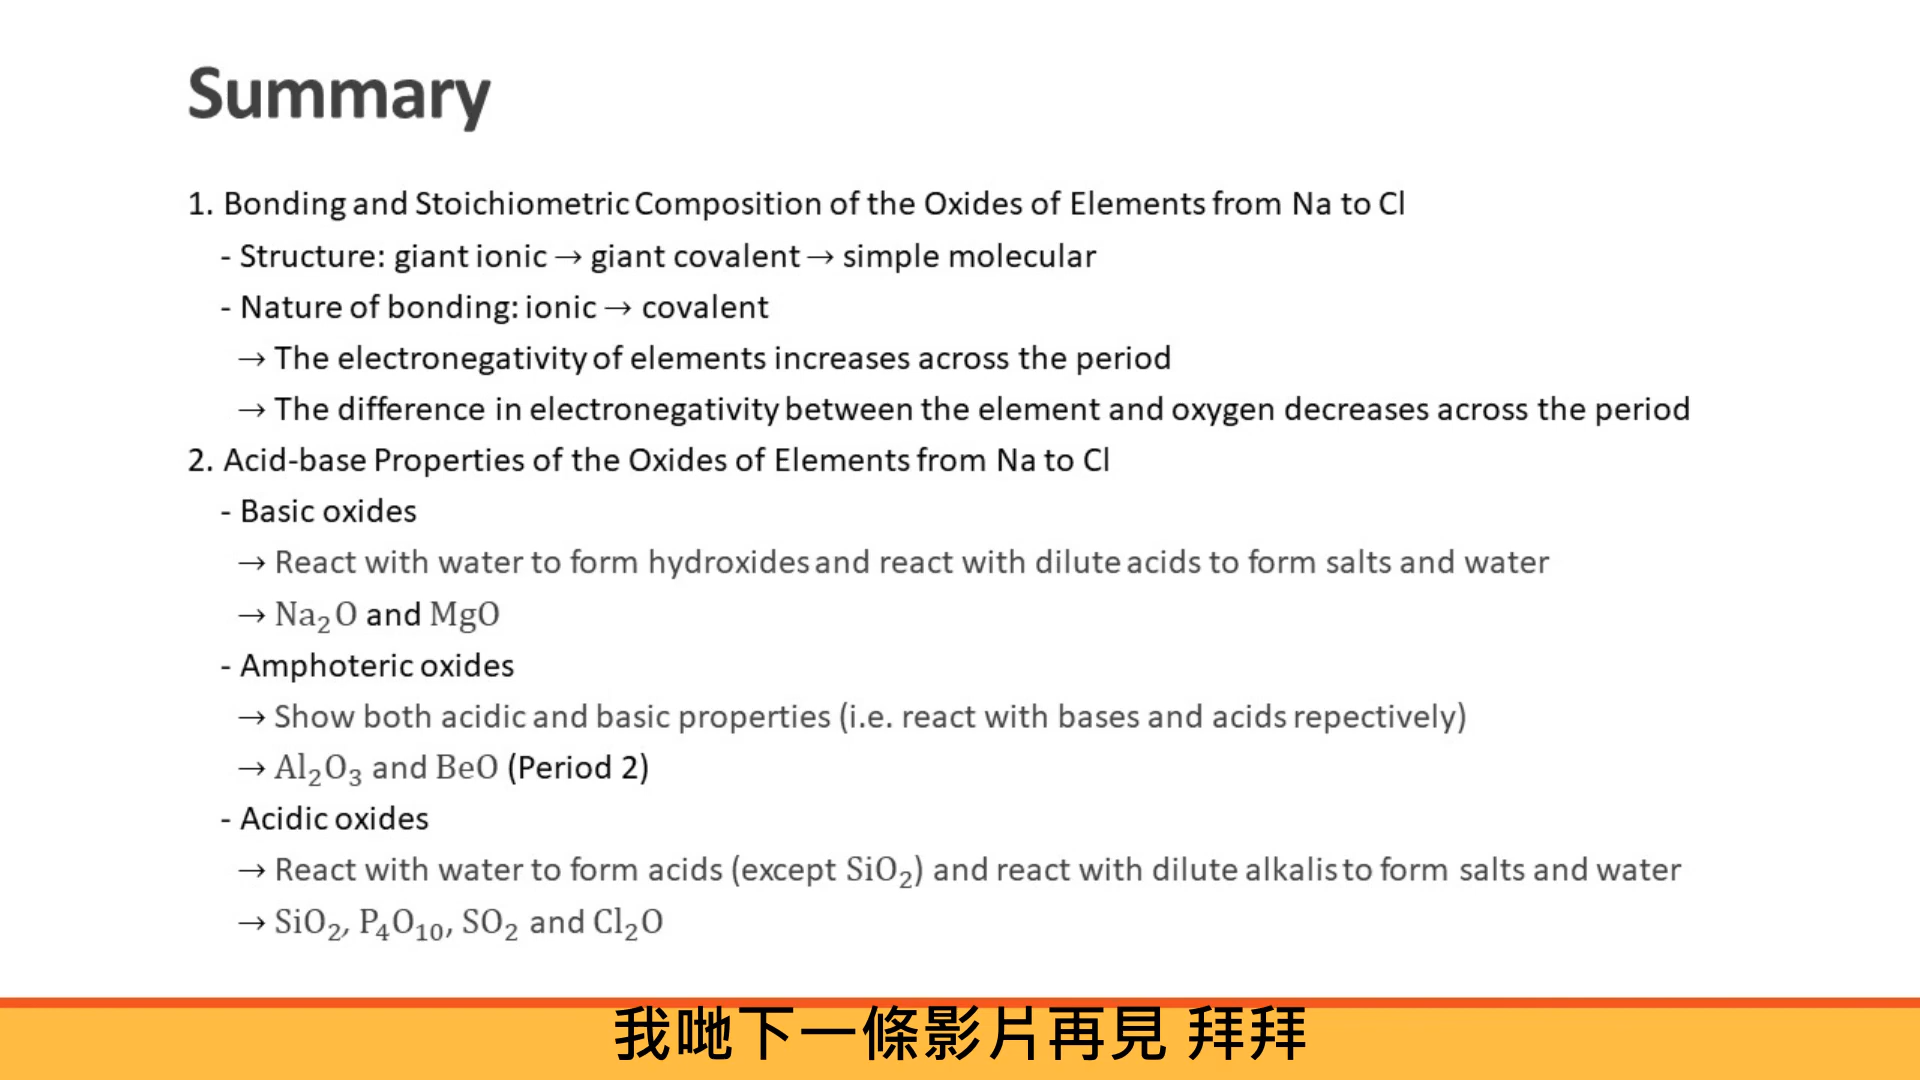 Summary
1. Bonding and Stoichiometric Composition of the Oxides of Elements from Na to Cl
- Structure: giant ionic → giant covalent → simple molecular
- Nature of bonding: ionic → covalent
→ The electronegativity of elements increases across the period
→ The difference in electronegativity between the element and oxygen decreases across the period
2. Acid-base Properties of the Oxides of Elements from Na to Cl
- Basic oxides
→ React with water to form hydroxides and react with dilute acids to form salts and water
→ Na₂O and MgO
- Amphoteric oxides
→ Show both acidic and basic properties (i.e. react with bases and acids repectively)
→ Al₂O₃ and BeO (Period 2)
- Acidic oxides
→ React with water to form acids (except SiO₂) and react with dilute alkalis to form salts and water
→ SiO₂, P₄O₁₀, SO₂ and Cl₂O
我哋下一條影片再見 拜拜